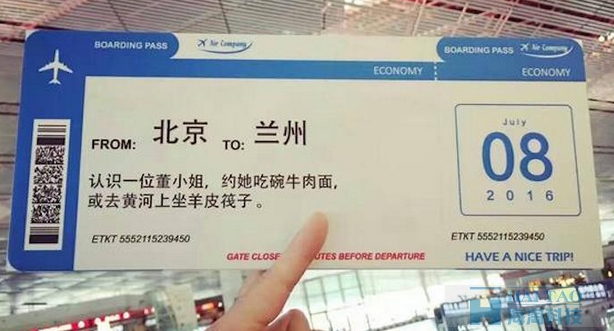 BOARDING PASS
Air Company
BOARDING PASS
Air Company
ECONOMY
ECONOMY
FROM: 北京 TO: 兰州
认识一位董小姐，约她吃碗牛肉面，
或去黄河上坐羊皮筏子。
July
08
2016
ETKT 5552115239450
ETKT 5552115239450
GATE CLOSE
UTES BEFORE DEPARTURE
HAVE A NICE TRIP!